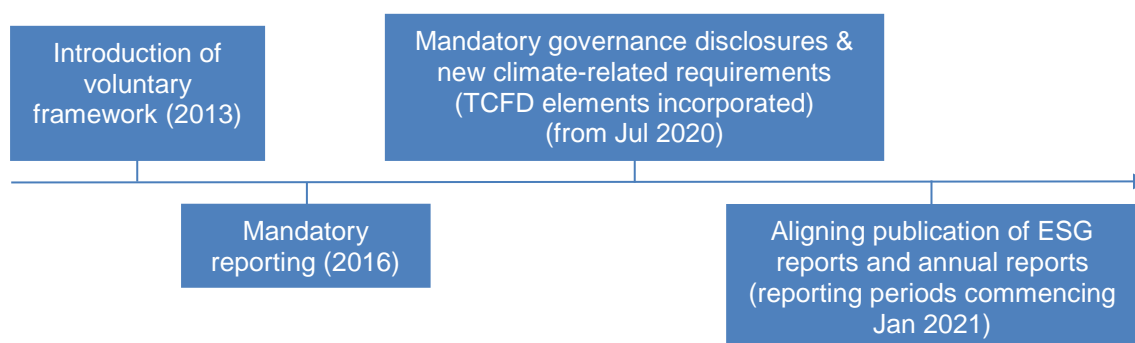 Introduction of
voluntary
framework (2013)
Mandatory governance disclosures &
new climate-related requirements
(TCFD elements incorporated)
(from Jul 2020)
Mandatory
reporting (2016)
Aligning publication of ESG
reports and annual reports
(reporting periods commencing
Jan 2021)